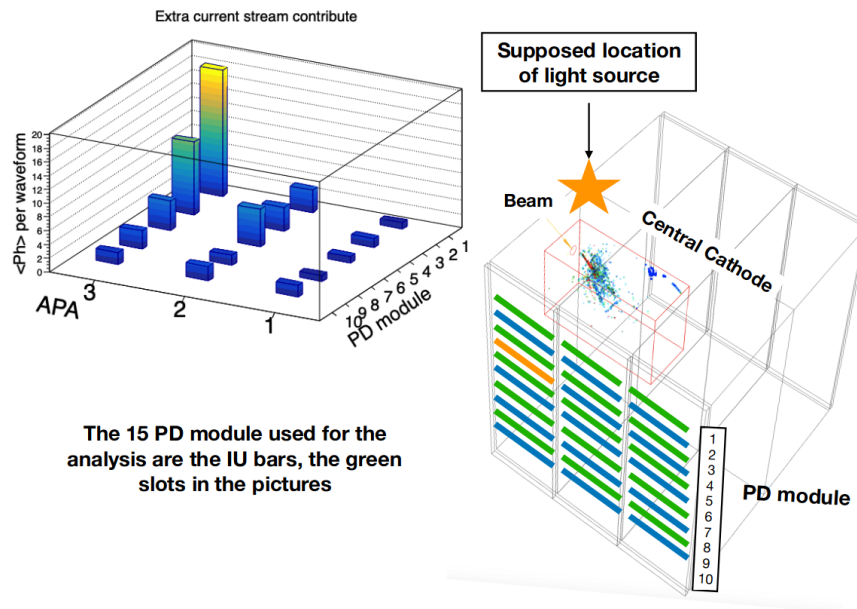 Extra current stream contribute
<Ph> per waveform
20
18
16
14
12
10
8
6
4
2
0
APA
3
2
1
PD module
10
9
8
7
6
5
4
3
2
1
Supposed location
of light source
Beam
Central Cathode
The 15 PD module used for the
analysis are the IU bars, the green
slots in the pictures
1
2
3
4
5
6
7
8
9
10
PD module